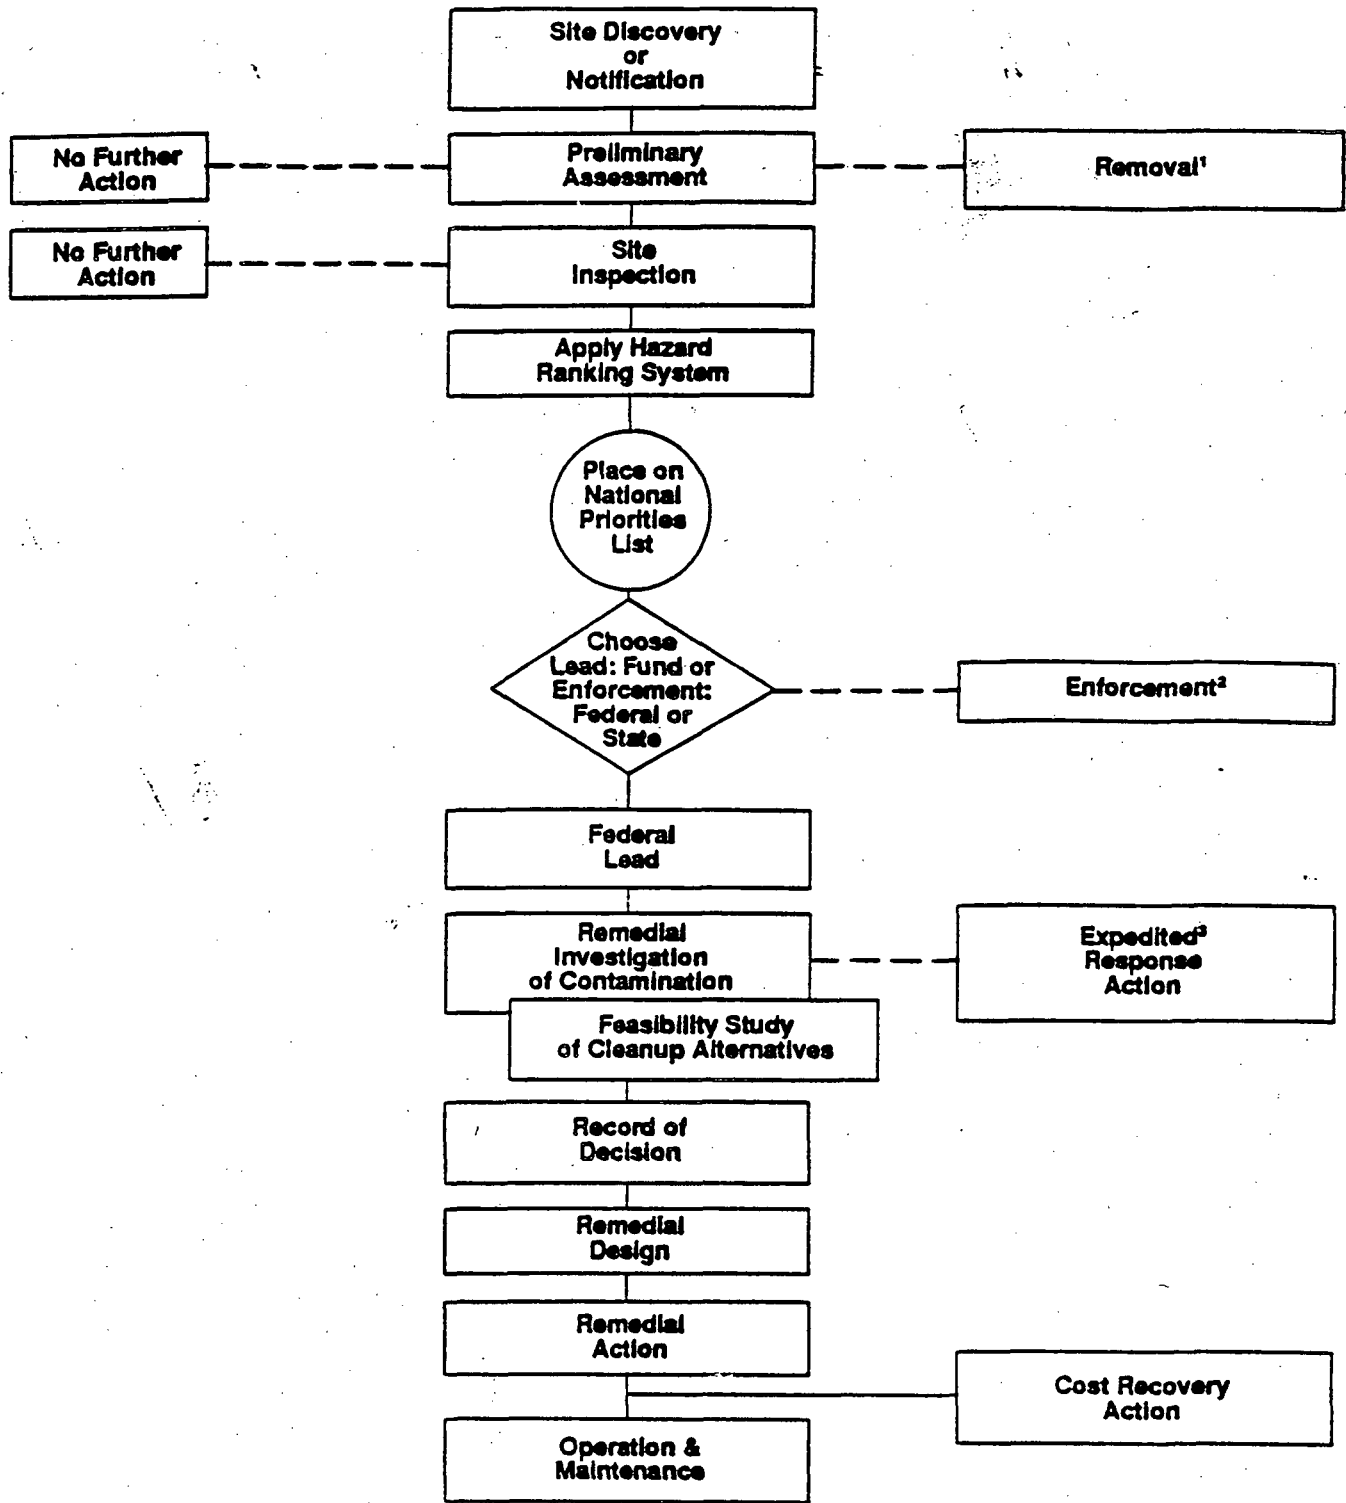 Site Discovery
or
Notification
No Further
Action
Preliminary
Assessment
Removal¹
No Further
Action
Site
Inspection
Apply Hazard
Ranking System
Place on
National
Priorities
List
Choose
Lead: Fund or
Enforcement:
Federal or
State
Enforcement²
Federal
Lead
Remedial
Investigation
of Contamination
Expedited³
Response
Action
Feasibility Study
of Cleanup Alternatives
Record of
Decision
Remedial
Design
Remedial
Action
Cost Recovery
Action
Operation &
Maintenance